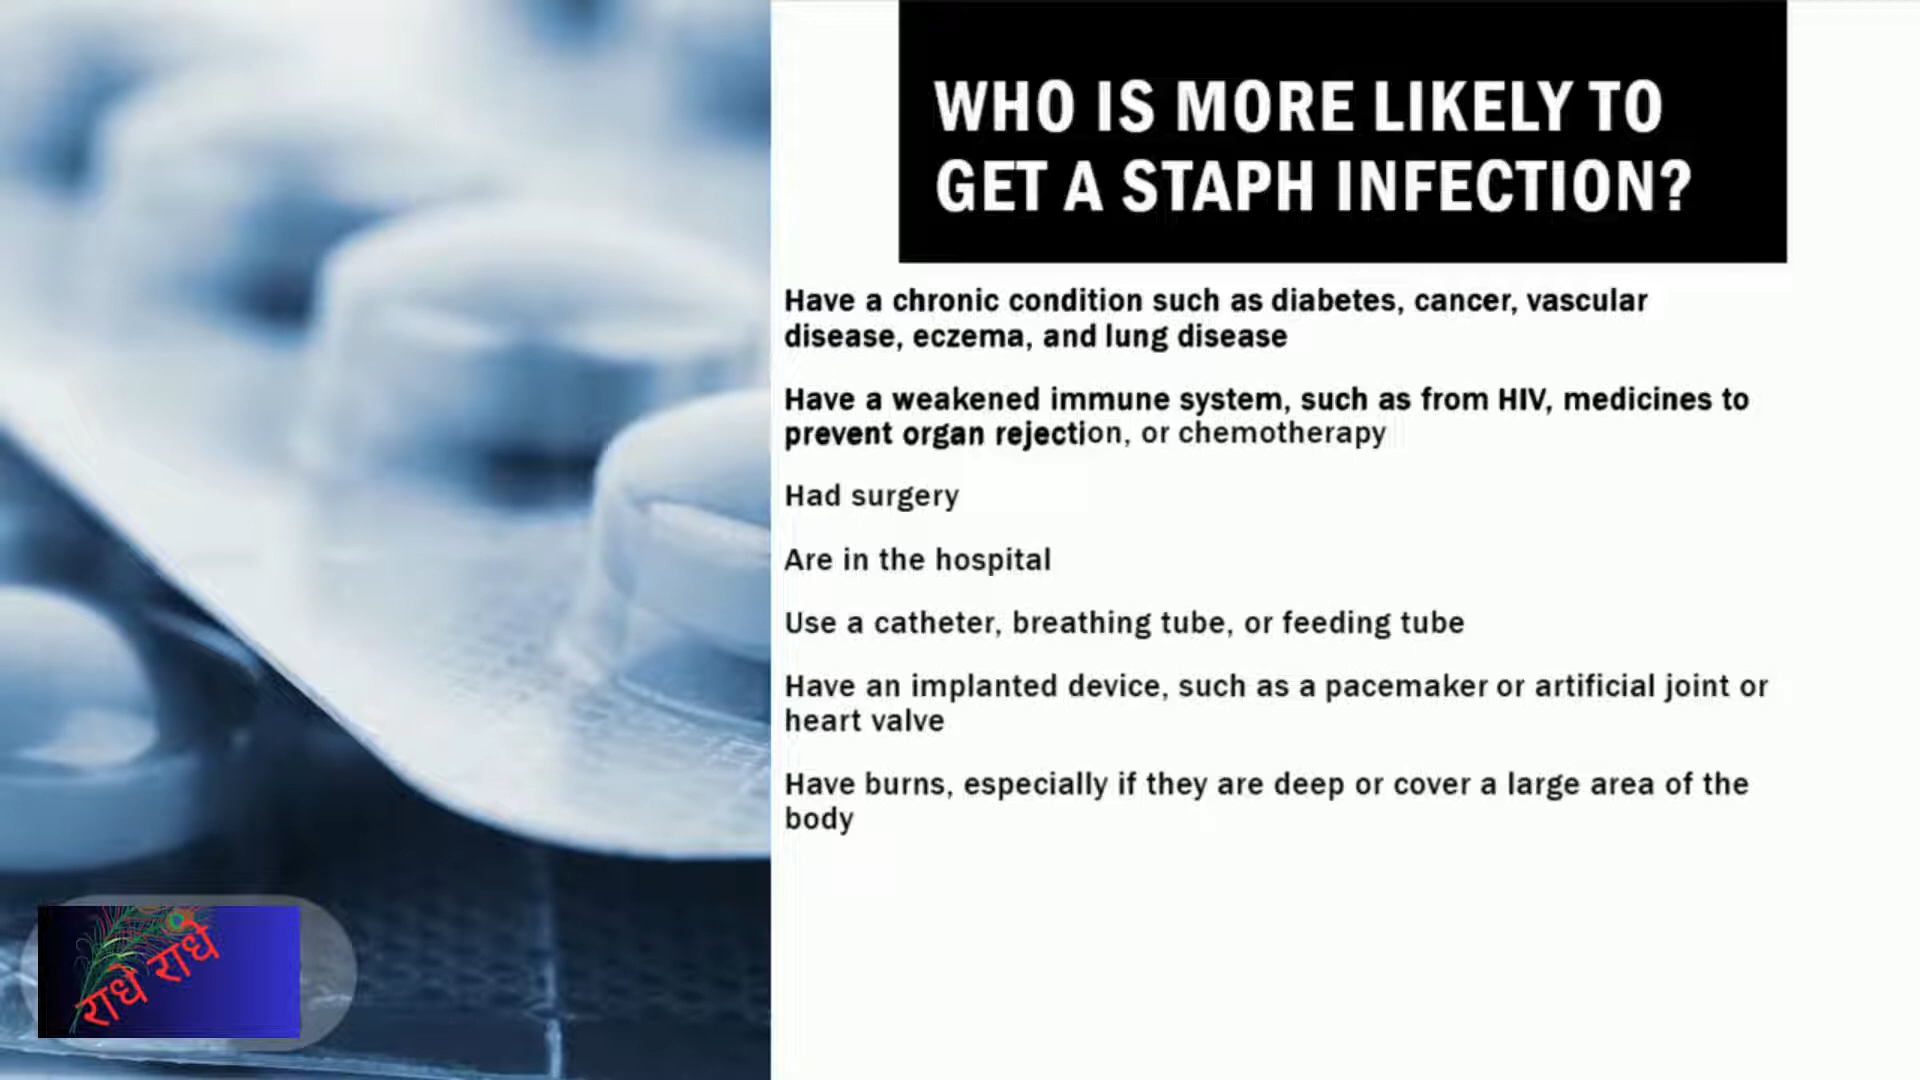 WHO IS MORE LIKELY TO
GET A STAPH INFECTION?
Have a chronic condition such as diabetes, cancer, vascular
disease, eczema, and lung disease
Have a weakened immune system, such as from HIV, medicines to
prevent organ rejection, or chemotherapy
Had surgery
Are in the hospital
Use a catheter, breathing tube, or feeding tube
Have an implanted device, such as a pacemaker or artificial joint or
heart valve
Have burns, especially if they are deep or cover a large area of the
body
राधे राधे